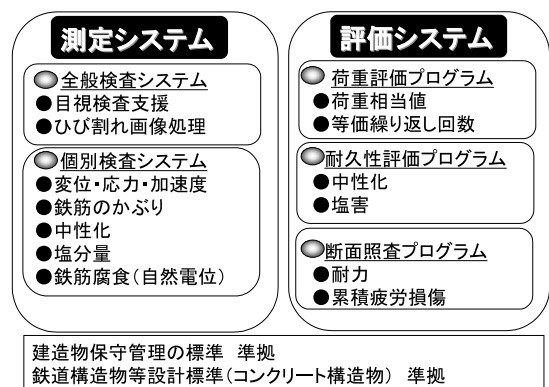 測定システム
全般検査システム
●目視検査支援
●ひび割れ画像処理
個別検査システム
●変位・応力・加速度
●鉄筋のかぶり
●中性化
●塩分量
●鉄筋腐食(自然電位)
評価システム
荷重評価プログラム
●荷重相当値
●等価繰り返し回数
耐久性評価プログラム
●中性化
●塩害
断面照査プログラム
●耐力
●累積疲労損傷
建造物保守管理の標準 準拠
鉄道構造物等設計標準(コンクリート構造物) 準拠